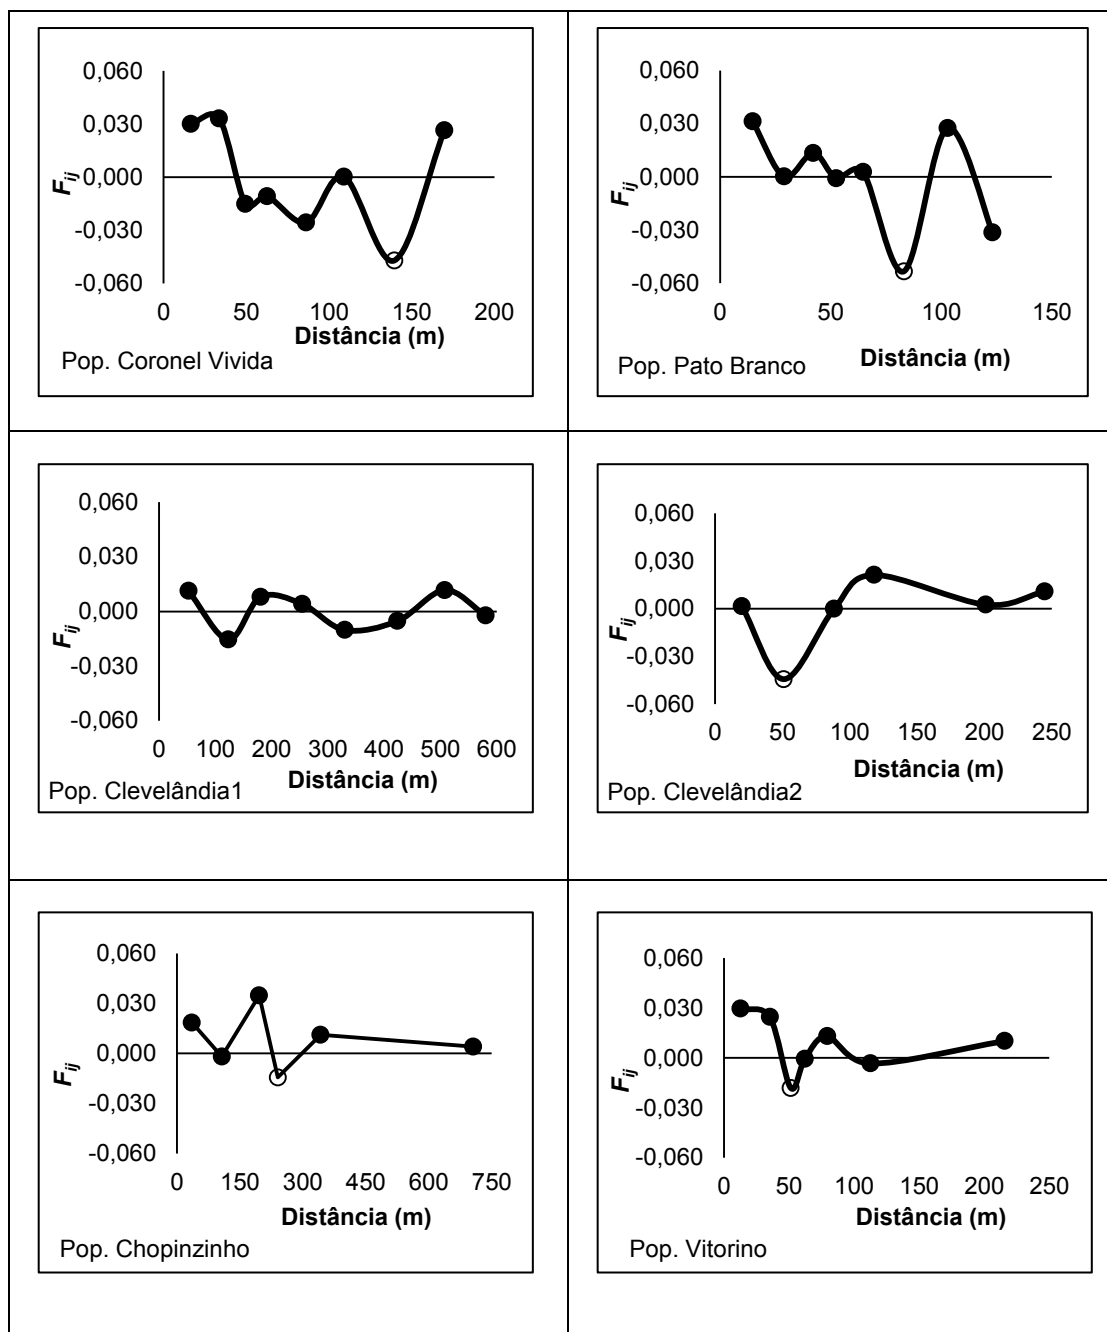 0,060
0,030
0,000
-0,030
-0,060
Fij
0 50 100 150 200
Distância (m)
Pop. Coronel Vivida
0,060
0,030
0,000
-0,030
-0,060
Fij
0 50 100 150
Distância (m)
Pop. Pato Branco
0,060
0,030
0,000
-0,030
-0,060
Fij
0 100 200 300 400 500 600
Distância (m)
Pop. Clevelândia1
0,060
0,030
0,000
-0,030
-0,060
Fij
0 50 100 150 200 250
Distância (m)
Pop. Clevelândia2
0,060
0,030
0,000
-0,030
-0,060
Fij
0 150 300 450 600 750
Distância (m)
Pop. Chopinzinho
0,060
0,030
0,000
-0,030
-0,060
Fij
0 50 100 150 200 250
Distância (m)
Pop. Vitorino